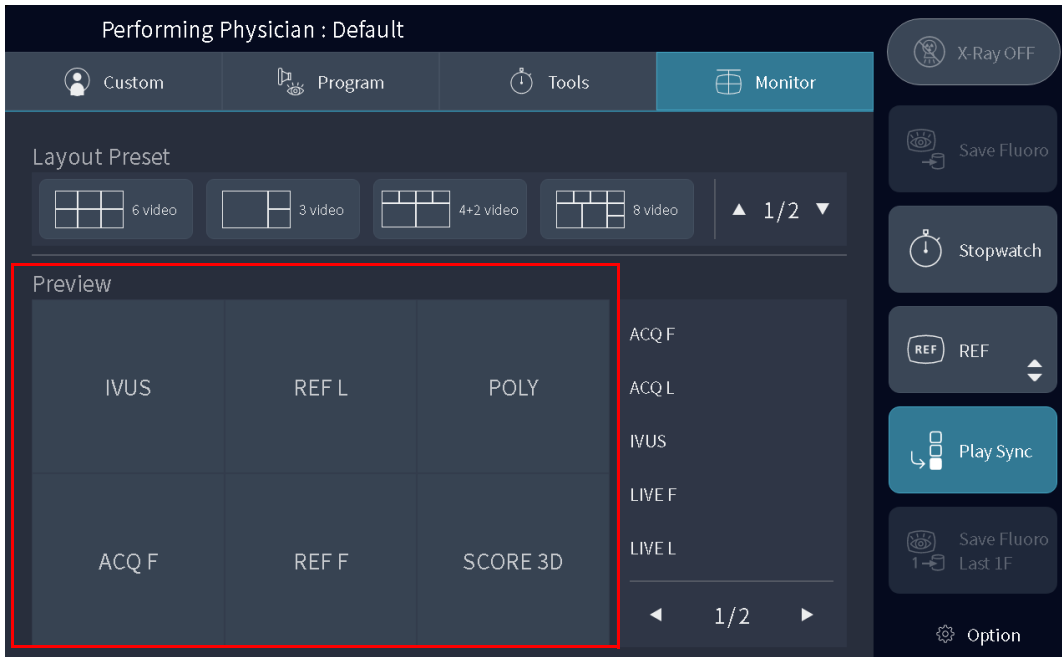 Performing Physician : Default
Custom
Program
Tools
Monitor
Layout Preset
6 video
3 video
4+2 video
8 video
▲ 1/2 ▼
Preview
IVUS
REF L
POLY
ACQ F
REF F
SCORE 3D
ACQ F
ACQ L
IVUS
LIVE F
LIVE L
◀ 1/2 ▶
X-Ray OFF
Save Fluoro
Stopwatch
REF REF
Play Sync
Save Fluoro
1 Last 1F
Option